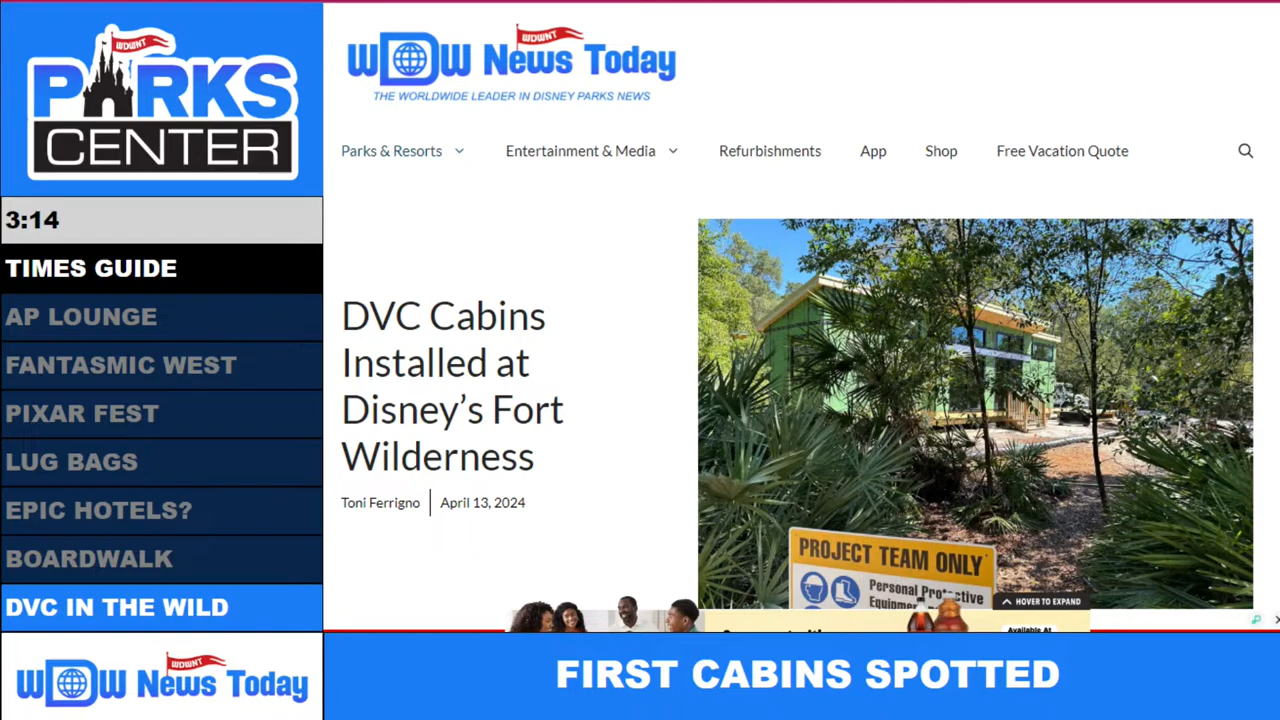 WDWNT
PARKS
CENTER
3:14
TIMES GUIDE
AP LOUNGE
FANTASMIC WEST
PIXAR FEST
LUG BAGS
EPIC HOTELS?
BOARDWALK
DVC IN THE WILD
WDWNT
WDW News Today
WDWNT
WDW News Today
THE WORLDWIDE LEADER IN DISNEY PARKS NEWS
Parks & Resorts
Entertainment & Media
Refurbishments
App
Shop
Free Vacation Quote
DVC Cabins
Installed at
Disney's Fort
Wilderness
Toni Ferrigno
April 13, 2024
PROJECT TEAM ONLY
Personal Protective
HOVER TO EXPAND
Available At
FIRST CABINS SPOTTED